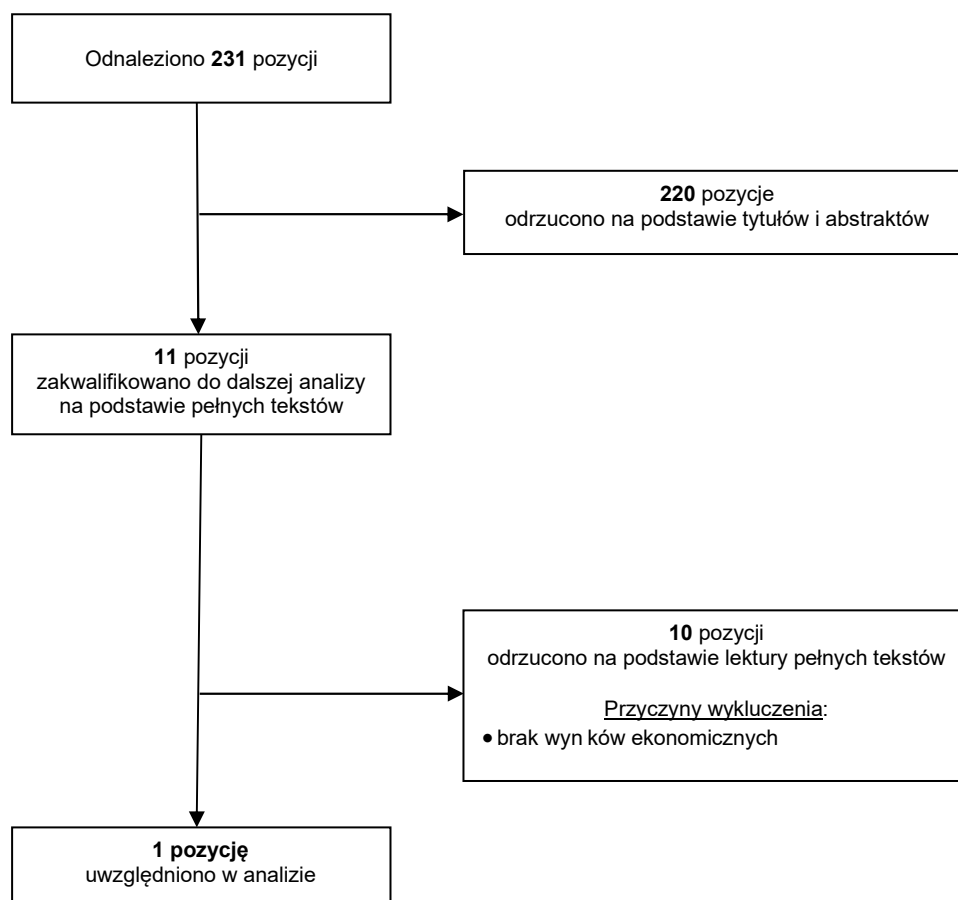 Odnaleziono 231 pozycji
220 pozycje
odrzucono na podstawie tytułów i abstraktów
11 pozycji
zakwalifikowano do dalszej analizy
na podstawie pełnych tekstów
10 pozycji
odrzucono na podstawie lektury pełnych tekstów
Przyczyny wykluczenia:
• brak wyn ków ekonomicznych
1 pozycję
uwzględniono w analizie